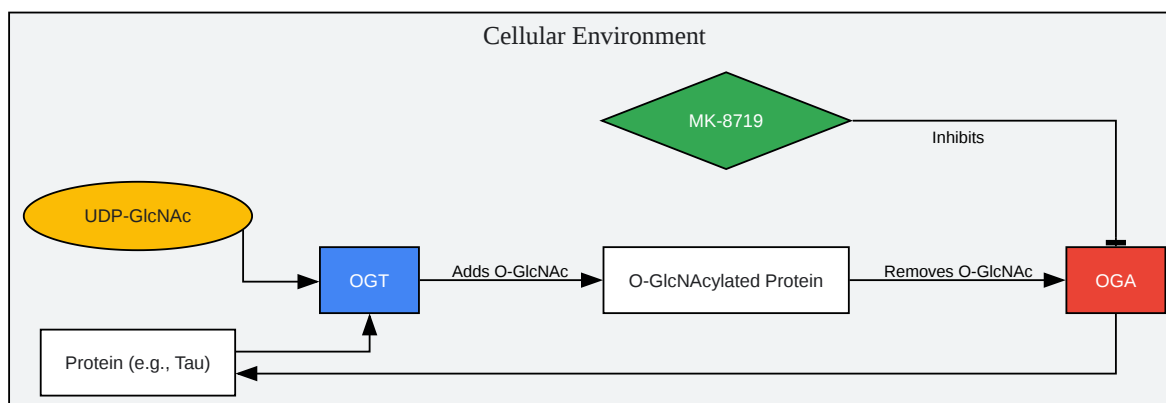 Cellular Environment
MK-8719
Inhibits
UDP-GlcNAc
OGT
Adds O-GlcNAc
O-GlcNAcylated Protein
Removes O-GlcNAc
OGA
Protein (e.g., Tau)